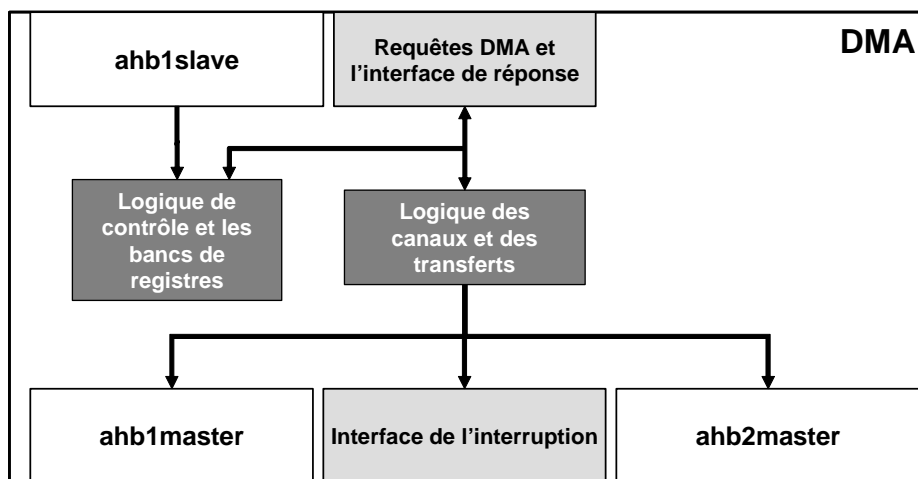 ahb1slave
Requêtes DMA et
l’interface de réponse
DMA
Logique de
contrôle et les
bancs de
registres
Logique des
canaux et des
transferts
ahb1master
Interface de l’interruption
ahb2master